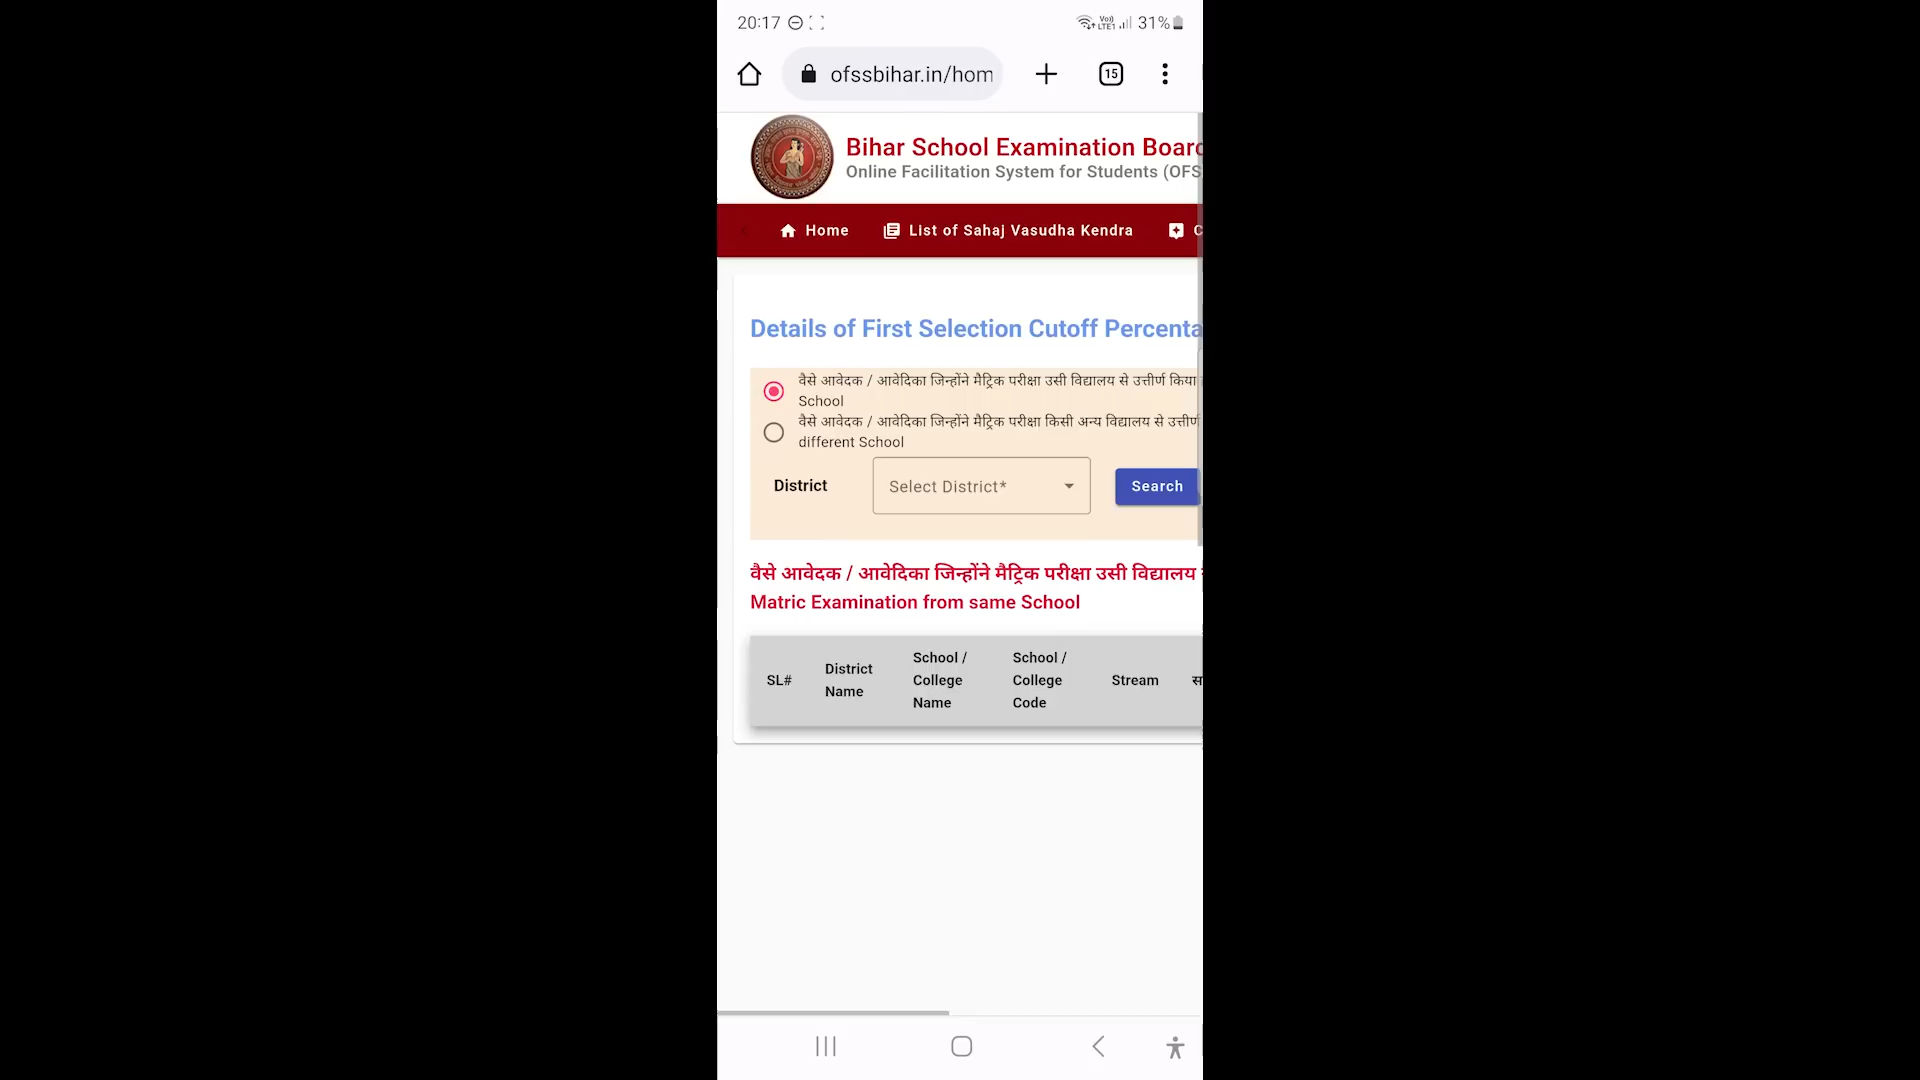 20:17
Vo) LTE1 31%
ofssbihar.in/hom
15
Bihar School Examination Boar
Online Facilitation System for Students (OFS
Home
List of Sahaj Vasudha Kendra
C
Details of First Selection Cutoff Percenta
वैसे आवेदक / आवेदिका जिन्होंने मैट्रिक परीक्षा उसी विद्यालय से उत्तीर्ण किया
School
वैसे आवेदक / आवेदिका जिन्होंने मैट्रिक परीक्षा किसी अन्य विद्यालय से उत्तीर्ण
different School
District
Select District*
Search
वैसे आवेदक / आवेदिका जिन्होंने मैट्रिक परीक्षा उसी विद्यालय
Matric Examination from same School
SL#
District Name
School / College Name
School / College Code
Stream
स